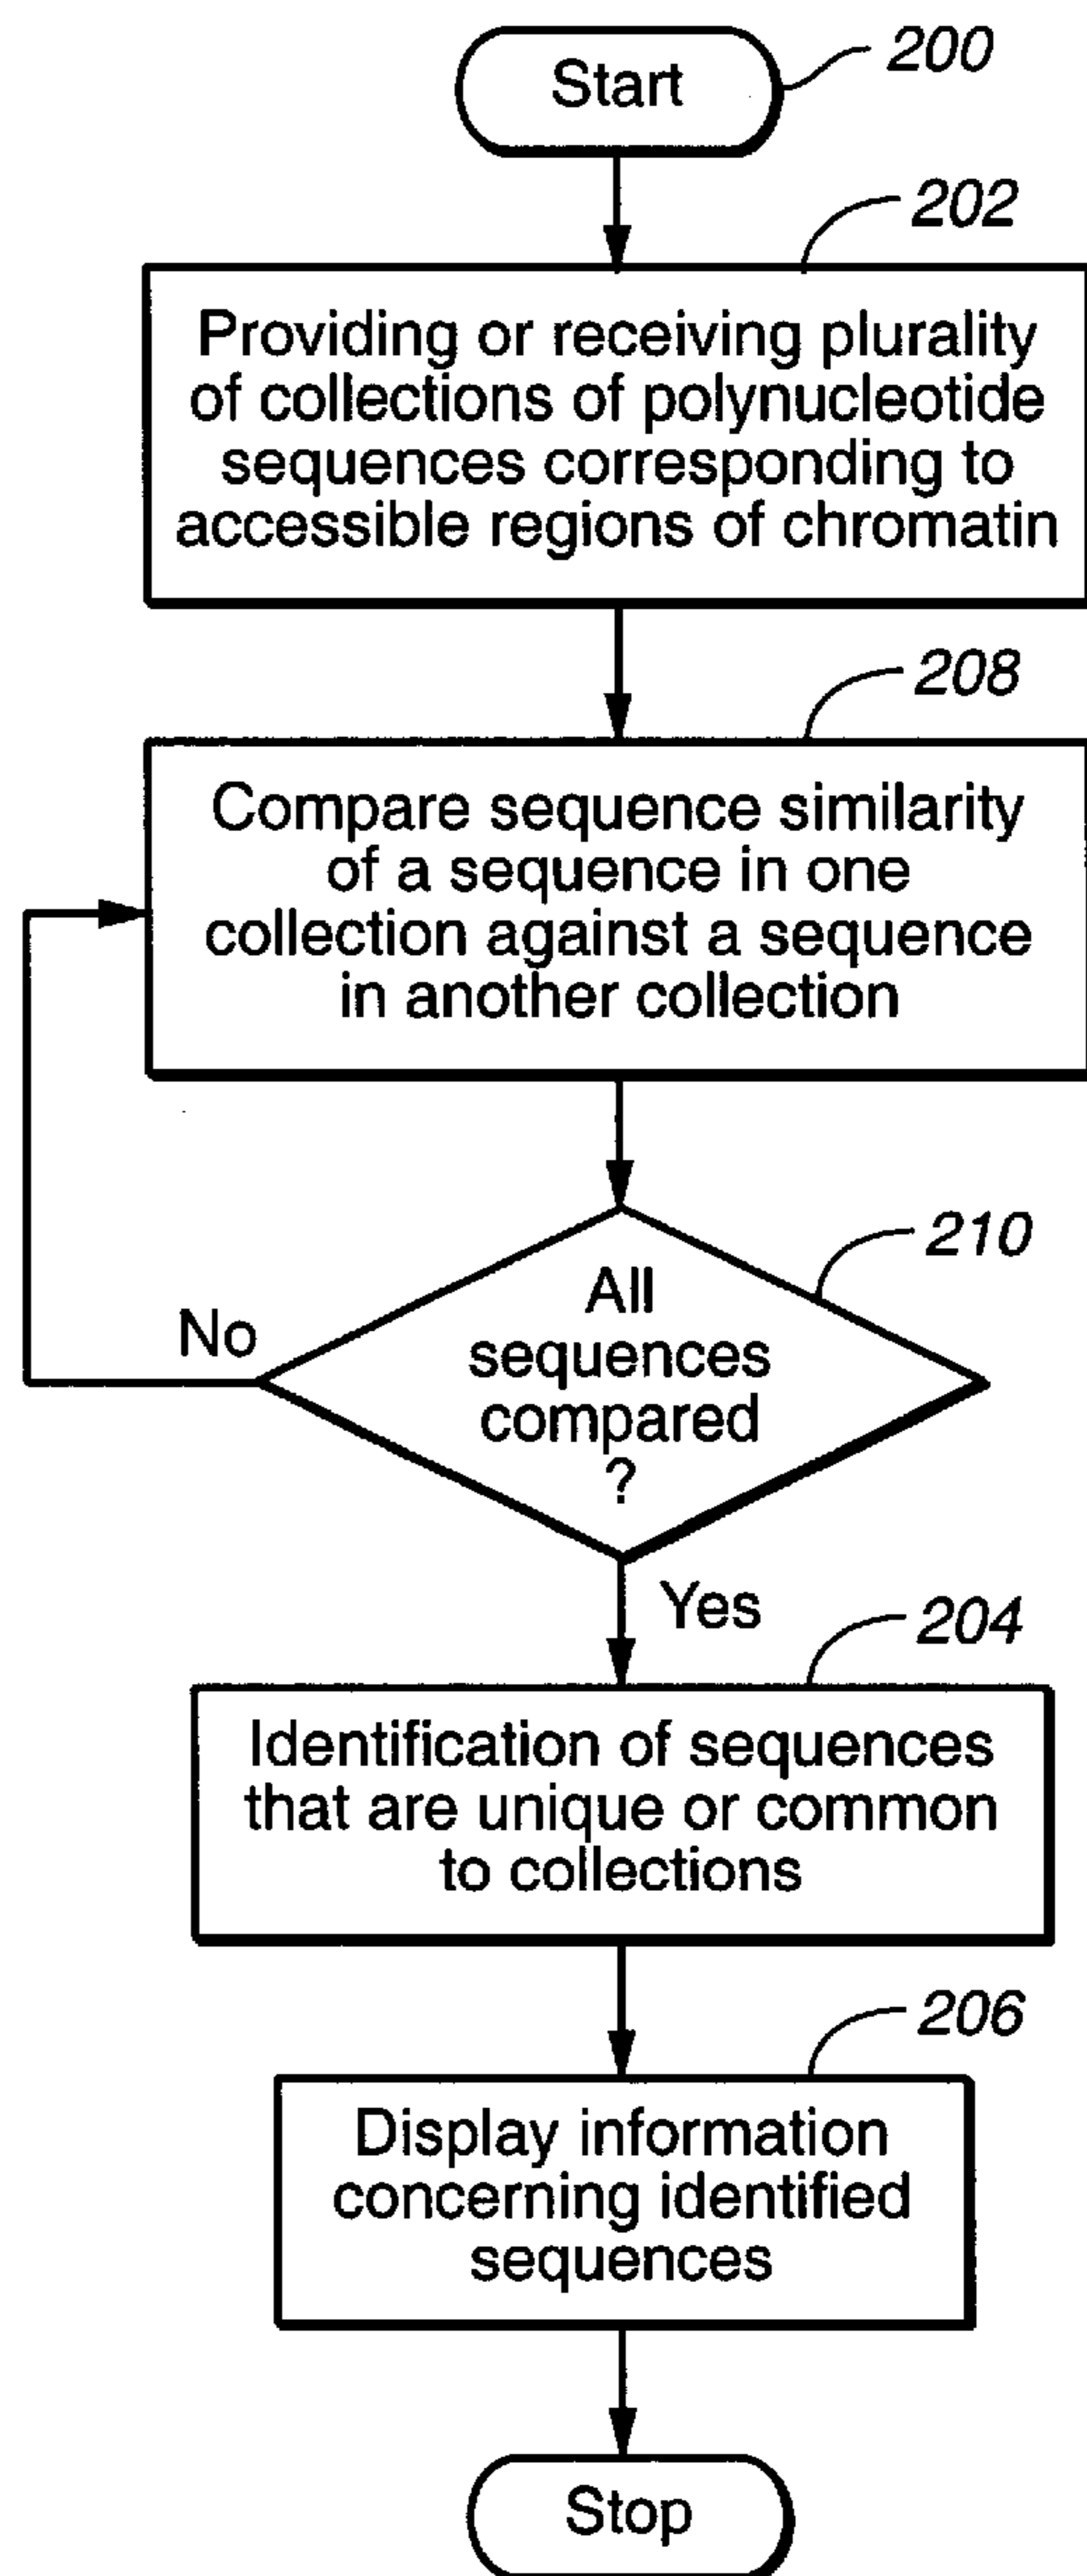 Start
200
202
Providing or receiving plurality
of collections of polynucleotide
sequences corresponding to
accessible regions of chromatin
208
Compare sequence similarity
of a sequence in one
collection against a sequence
in another collection
210
All
sequences
compared
?
No
Yes
204
Identification of sequences
that are unique or common
to collections
206
Display information
concerning identified
sequences
Stop